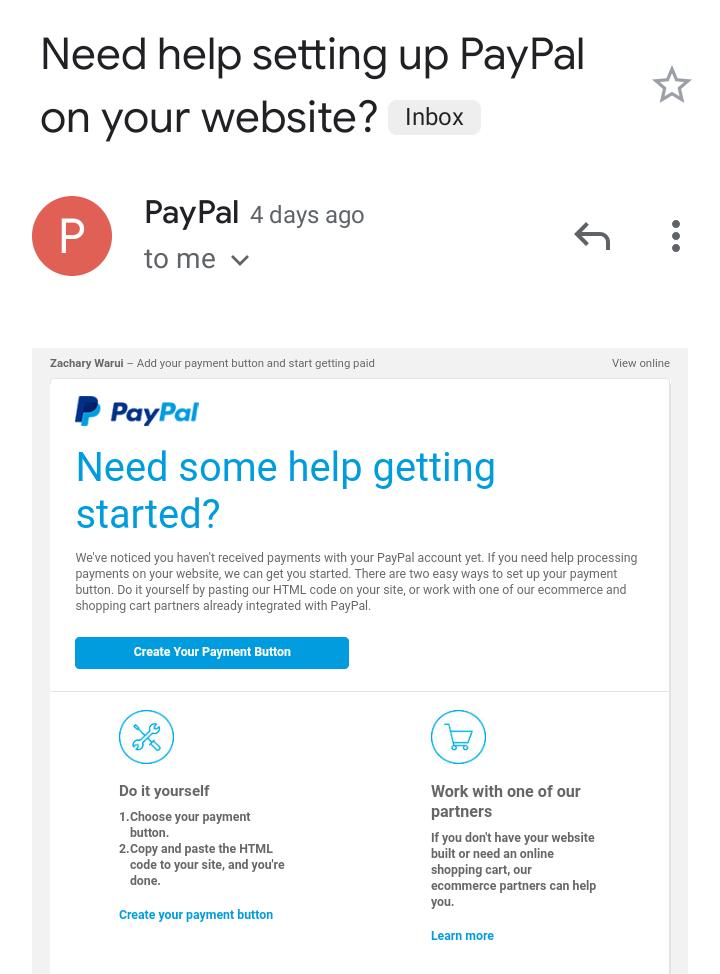 Need help setting up PayPal
on your website? Inbox
P
PayPal 4 days ago
to me
Zachary Warui – Add your payment button and start getting paid
View online
PayPal
Need some help getting
started?
We've noticed you haven't received payments with your PayPal account yet. If you need help processing
payments on your website, we can get you started. There are two easy ways to set up your payment
button. Do it yourself by pasting our HTML code on your site, or work with one of our ecommerce and
shopping cart partners already integrated with PayPal.
Create Your Payment Button
Do it yourself
1.Choose your payment
button.
2.Copy and paste the HTML
code to your site, and you're
done.
Create your payment button
Work with one of our
partners
If you don't have your website
built or need an online
shopping cart, our
ecommerce partners can help
you.
Learn more